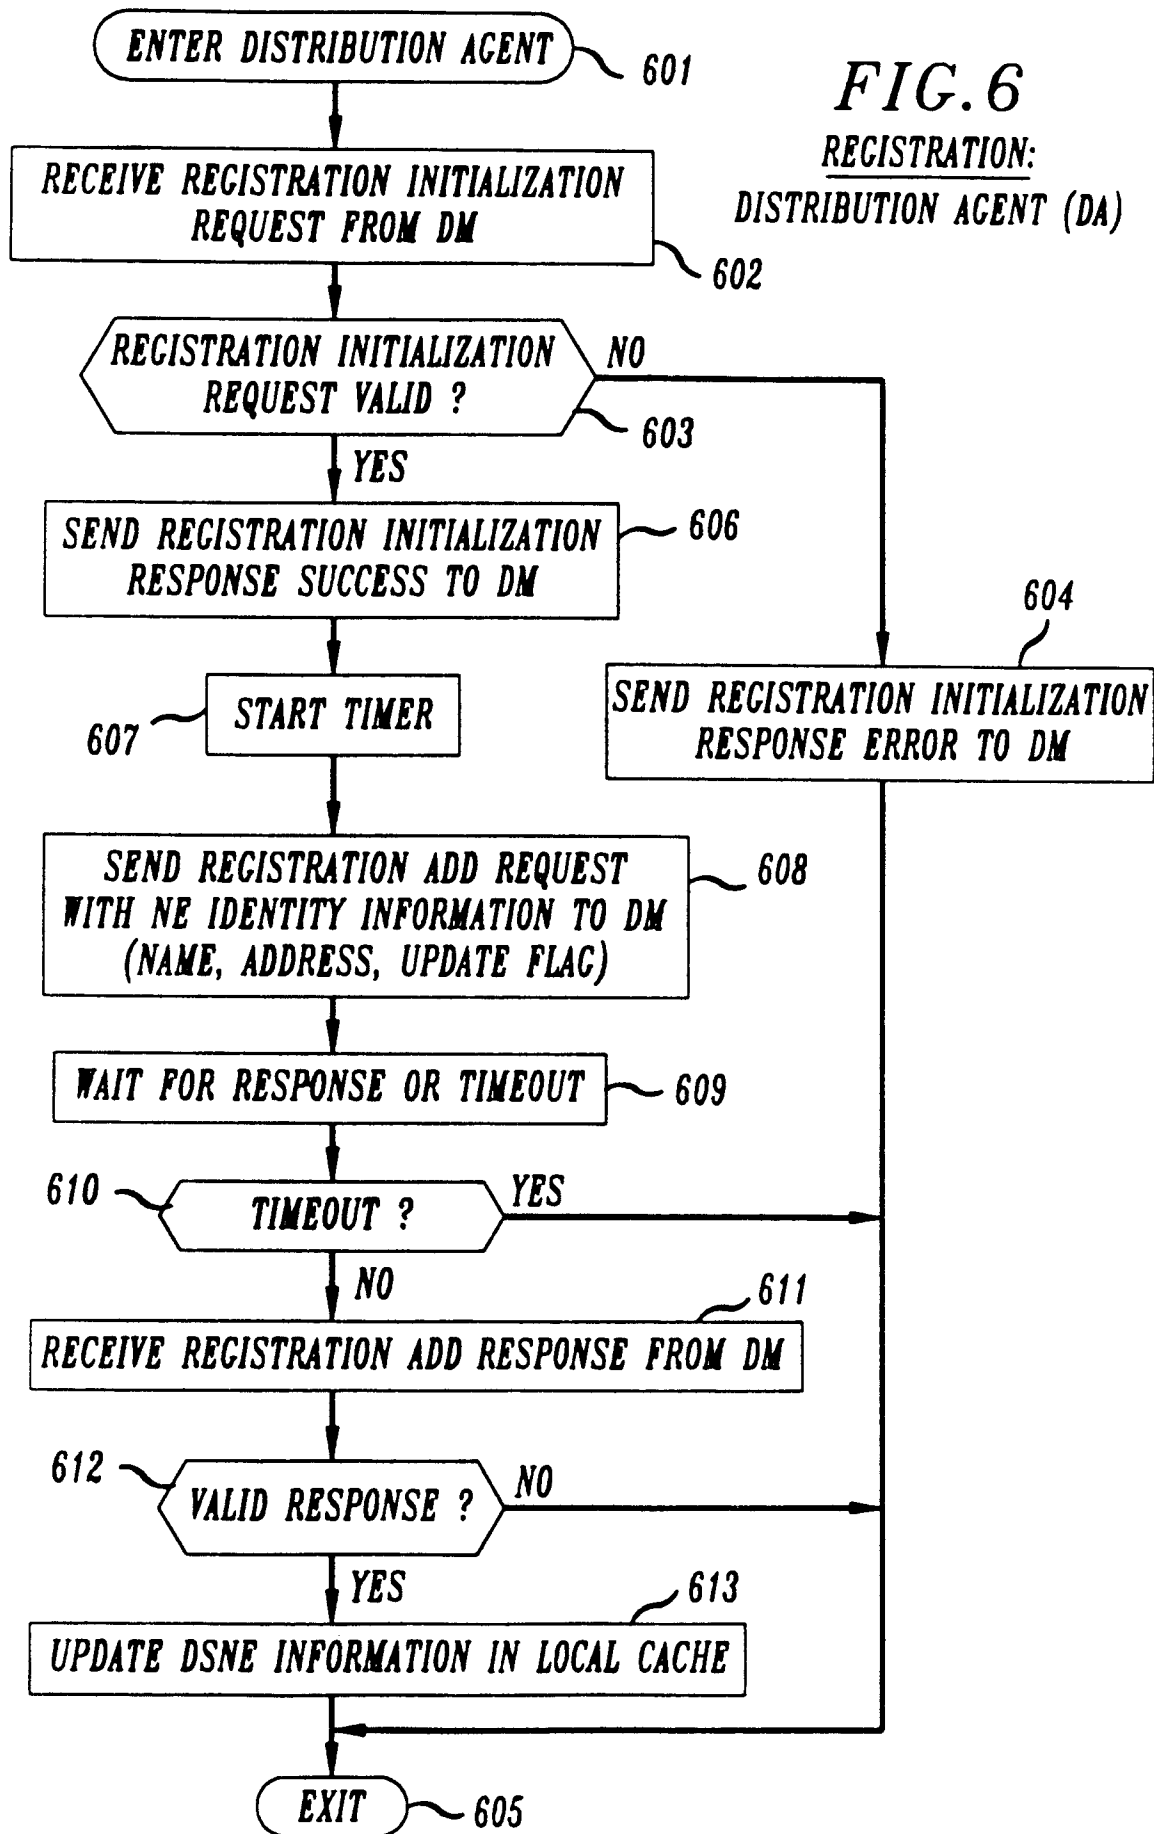 ENTER DISTRIBUTION AGENT
601
FIG.6
REGISTRATION:
DISTRIBUTION AGENT (DA)
RECEIVE REGISTRATION INITIALIZATION
REQUEST FROM DM
602
REGISTRATION INITIALIZATION
REQUEST VALID ?
NO
603
YES
SEND REGISTRATION INITIALIZATION
RESPONSE SUCCESS TO DM
606
604
SEND REGISTRATION INITIALIZATION
RESPONSE ERROR TO DM
START TIMER
607
SEND REGISTRATION ADD REQUEST
WITH NE IDENTITY INFORMATION TO DM
(NAME, ADDRESS, UPDATE FLAG)
608
WAIT FOR RESPONSE OR TIMEOUT
609
610
TIMEOUT ?
YES
NO
611
RECEIVE REGISTRATION ADD RESPONSE FROM DM
612
VALID RESPONSE ?
NO
YES
613
UPDATE DSNE INFORMATION IN LOCAL CACHE
EXIT
605